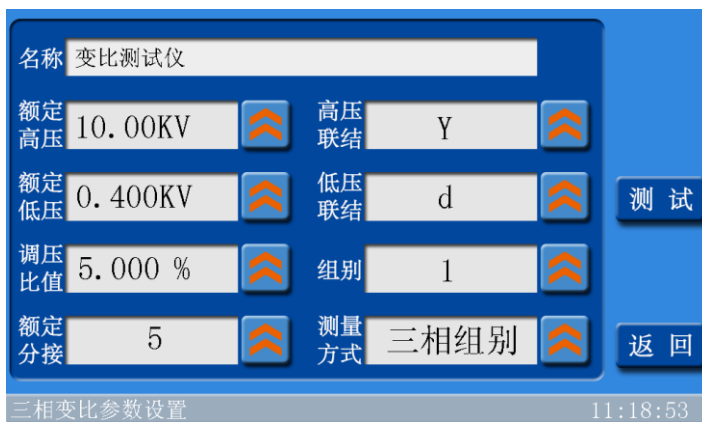 名称 变比测试仪
额定高压 10.00KV 高压联结 Y
额定低压 0.400KV 低压联结 d
测 试
调压比值 5.000 % 组别 1
额定分接 5 测量方式 三相组别
返 回
三相变比参数设置 11:18:53